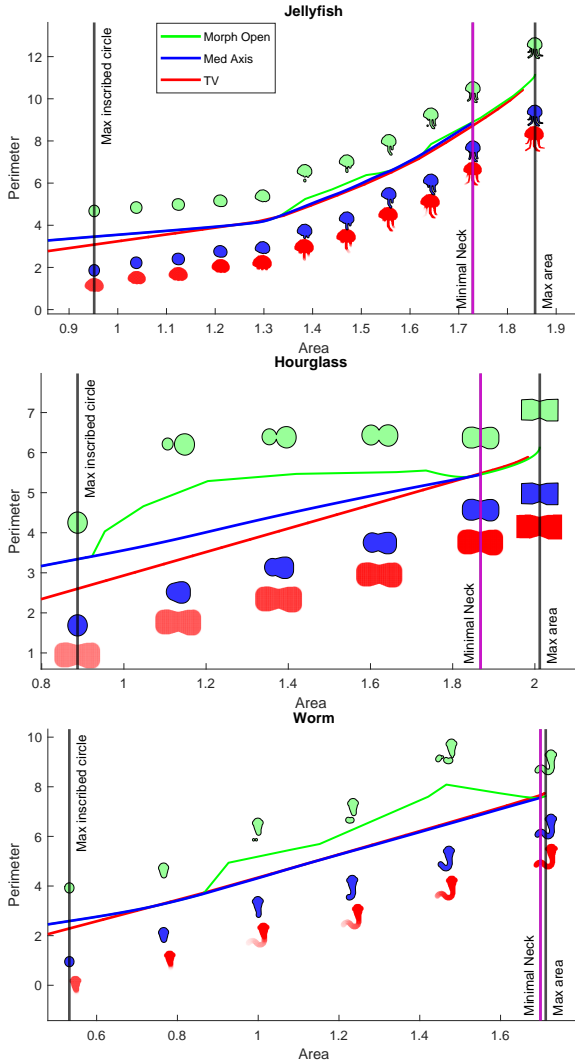 Jellyfish
Morph Open
Med Axis
TV
Max inscribed circle
Minimal Neck
Max area
Perimeter
12
10
8
6
4
2
0
0.9 1 1.1 1.2 1.3 1.4 1.5 1.6 1.7 1.8 1.9
Area
Hourglass
Max inscribed circle
Minimal Neck
Max area
Perimeter
7
6
5
4
3
2
1
0.8 1 1.2 1.4 1.6 1.8 2
Area
Worm
Max inscribed circle
Minimal Neck
Max area
Perimeter
10
8
6
4
2
0
0.6 0.8 1 1.2 1.4 1.6
Area